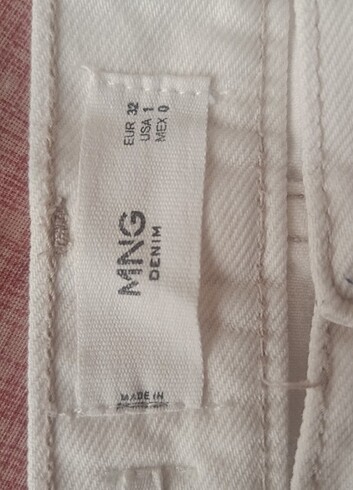 EUR 32
USA 1
MEX 0
MNG
DENIM
MADE IN